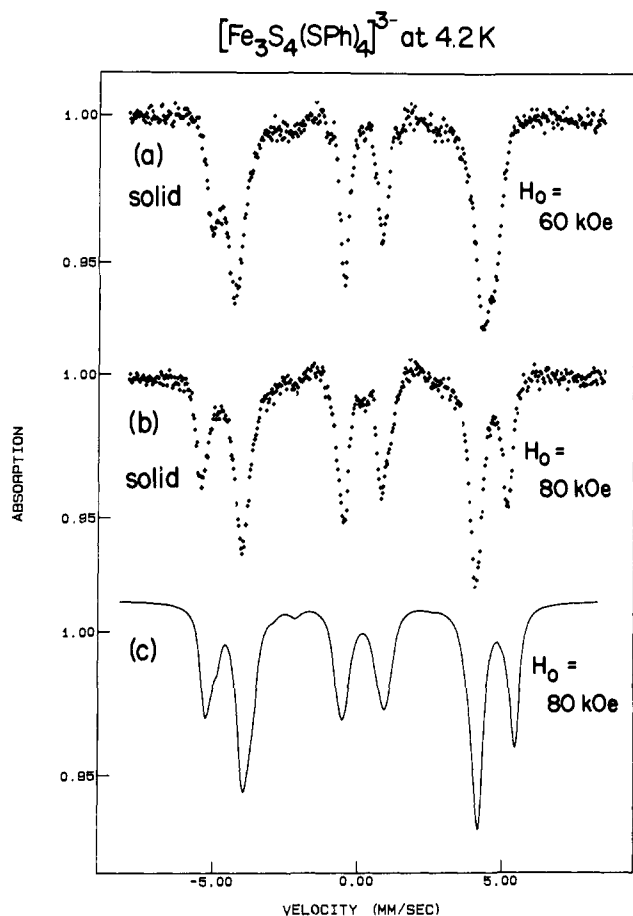 [Fe₃S₄(SPh)₄]³⁻ at 4.2 K
1.00
(a)
solid
H₀ =
60 kOe
0.95
1.00
(b)
solid
H₀ =
80 kOe
0.95
ABSORPTION
1.00
(c)
H₀ =
80 kOe
0.95
-5.00
0.00
5.00
VELOCITY (MM/SEC)